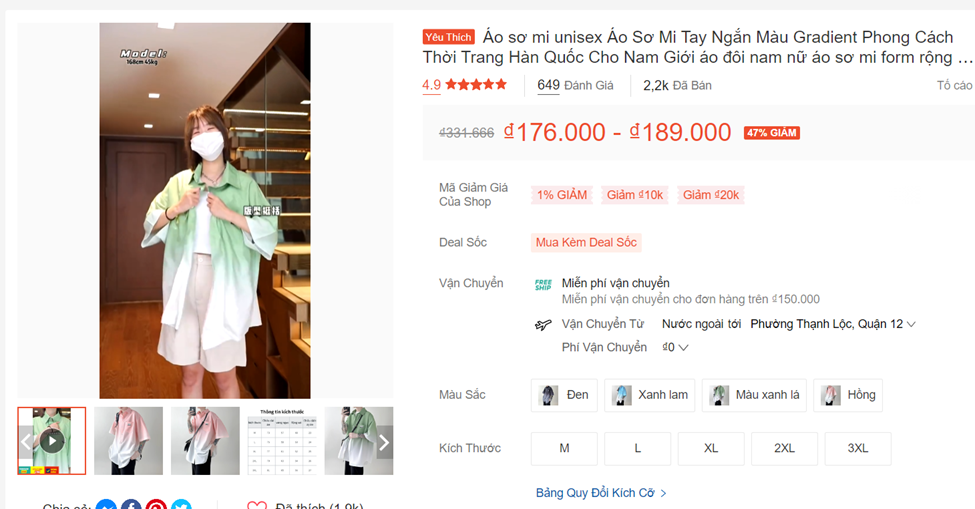 Model:
168cm 45kg
版型挺括
Thông tin kích thước
Chia sẻ:
Đã thích (1,9k)
Yêu Thích Áo sơ mi unisex Áo Sơ Mi Tay Ngắn Màu Gradient Phong Cách
Thời Trang Hàn Quốc Cho Nam Giới áo đôi nam nữ áo sơ mi form rộng ...
4.9 649 Đánh Giá 2,2k Đã Bán Tố cáo
₫331.666 ₫176.000 - ₫189.000 47% GIẢM
Mã Giảm Giá
Của Shop
1% GIẢM Giảm ₫10k Giảm ₫20k
Deal Sốc Mua Kèm Deal Sốc
Vận Chuyển FREE SHIP Miễn phí vận chuyển
Miễn phí vận chuyển cho đơn hàng trên ₫150.000
Vận Chuyển Từ Nước ngoài tới Phường Thạnh Lộc, Quận 12
Phí Vận Chuyển ₫0
Màu Sắc Đen Xanh lam Màu xanh lá Hồng
Kích Thước M L XL 2XL 3XL
Bảng Quy Đổi Kích Cỡ >